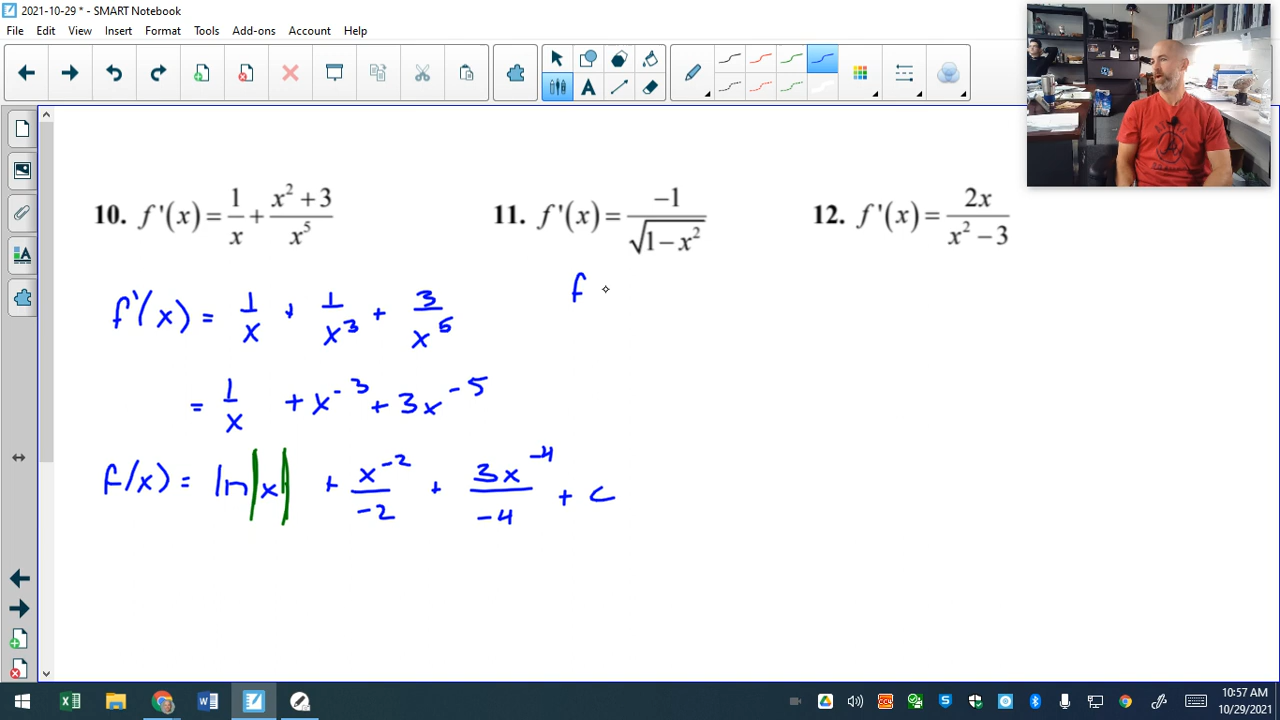 2021-10-29 * - SMART Notebook
File Edit View Insert Format Tools Add-ons Account Help
10. f'(x) = 1/x + (x² + 3)/x⁵
11. f'(x) = -1/√(1 - x²)
12. f'(x) = 2x/(x² - 3)
f'(x) = 1/x + 1/x³ + 3/x⁵
f
= 1/x + x⁻³ + 3x⁻⁵
f(x) = ln|x| + x⁻²/-2 + 3x⁻⁴/-4 + c
10:57 AM
10/29/2021